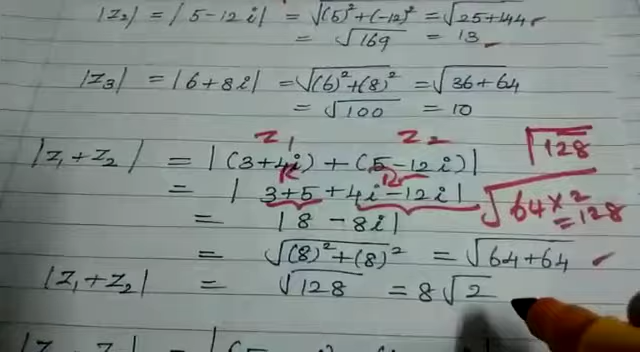 |Z₂| = | 5-12i| = √(5)²+(-12)² = √25+44
= √169 = 13
|Z₃| = |6+8i| = √(6)²+(8)² = √36+64
= √100 = 10
Z₁ Z₂ √128
|Z₁+Z₂| = |(3+4i)+(5-12i)|
= | 3+5+4i-12i| √64×2
=128
= |8-8i|
= √(8)²+(8)² = √64+64
|Z₁+Z₂| = √128 = 8√2